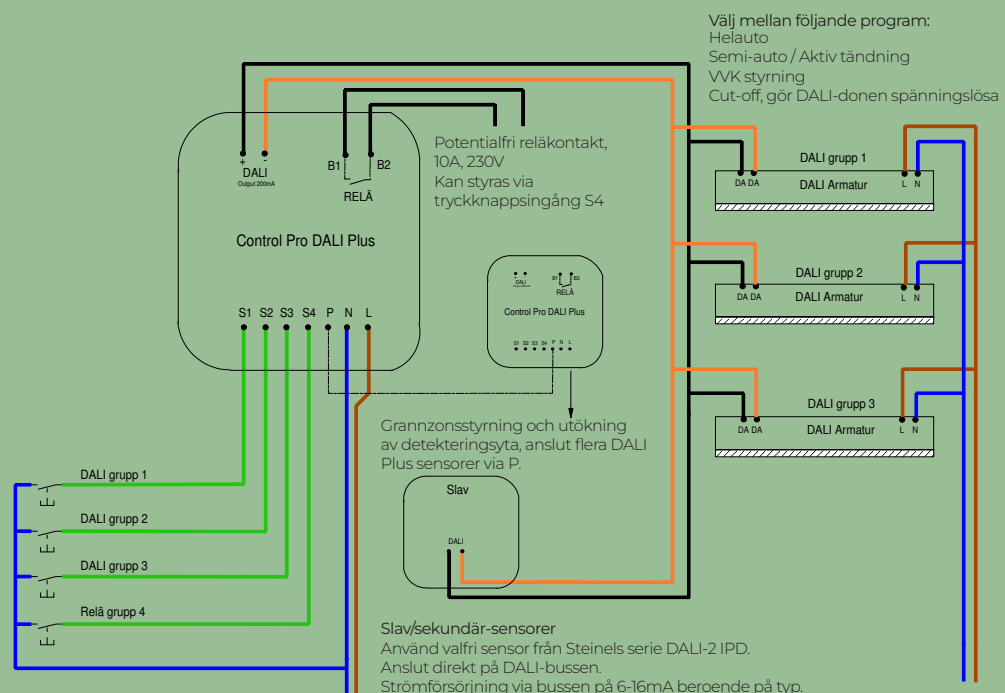 Välj mellan följande program:
Helauto
Semi-auto / Aktiv tändning
VVK styrning
Cut-off, gör DALI-donen spänningslösa
+ -
DALI
Output 200mA
B1 B2
RELÄ
Potentialfri reläkontakt,
10A, 230V
Kan styras via
tryckknappsingång S4
Control Pro DALI Plus
S1 S2 S3 S4 P N L
+ -
DALI
B1 B2
RELÄ
Control Pro DALI Plus
S1 S2 S3 S4 P N L
DALI grupp 1
DA DA DALI Armatur L N
DALI grupp 2
DA DA DALI Armatur L N
DALI grupp 3
DA DA DALI Armatur L N
Grannzonsstyrning och utökning
av detekteringsyta, anslut flera DALI
Plus sensorer via P.
Slav
DALI
DALI grupp 1
DALI grupp 2
DALI grupp 3
Relä grupp 4
Slav/sekundär-sensorer
Använd valfri sensor från Steinels serie DALI-2 IPD.
Anslut direkt på DALI-bussen.
Strömförsörjning via bussen på 6-16mA beroende på typ.